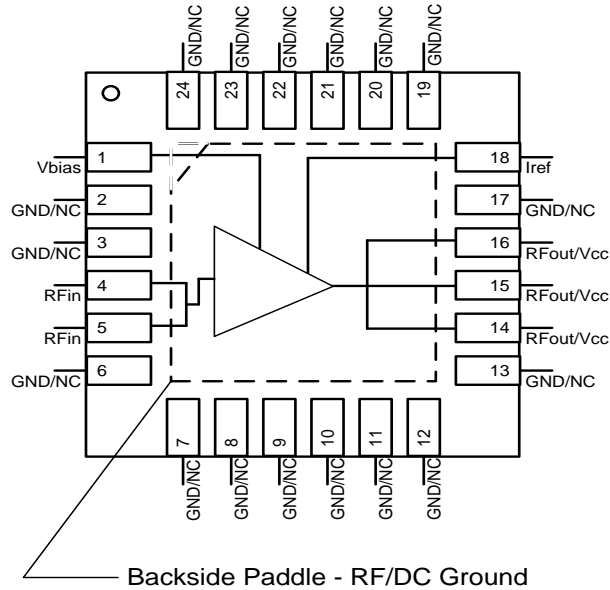 GND/NC GND/NC GND/NC GND/NC GND/NC GND/NC
24 23 22 21 20 19
1 18
Vbias Iref
2 17
GND/NC GND/NC
3 16
GND/NC RFout/Vcc
4 15
RFin RFout/Vcc
5 14
RFin RFout/Vcc
6 13
GND/NC GND/NC
7 8 9 10 11 12
GND/NC GND/NC GND/NC GND/NC GND/NC GND/NC
Backside Paddle - RF/DC Ground